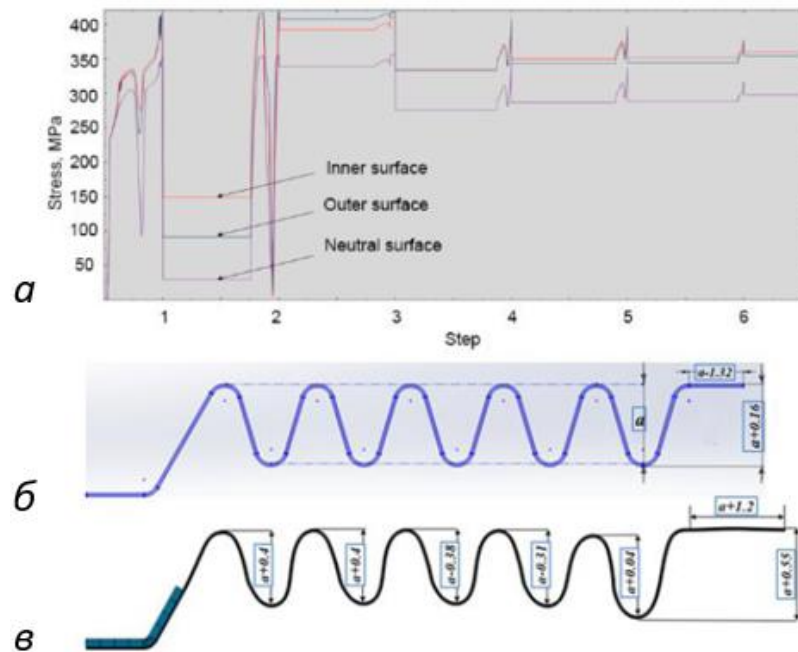 Stress, MPa
400
350
300
250
200
150
100
50
Inner surface
Outer surface
Neutral surface
а
1 2 3 4 5 6
Step
б
a-1.32
a
a+0.16
в
a+0.4
a+0.4
a-0.38
a-0.31
a+0.04
a+1.2
a+0.55